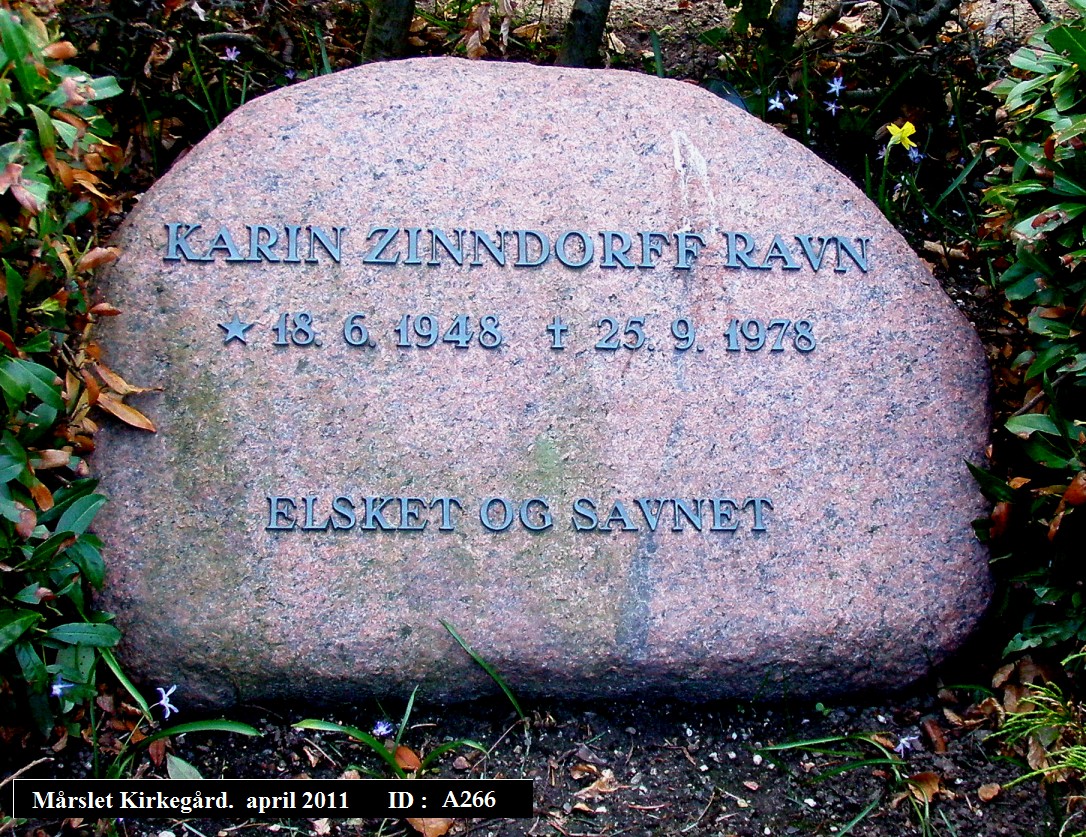 KARIN ZINNDORFF RAVN
★ 18. 6. 1948 ✝ 25. 9. 1978
ELSKET OG SAVNET
Mårslet Kirkegård. april 2011 ID : A266